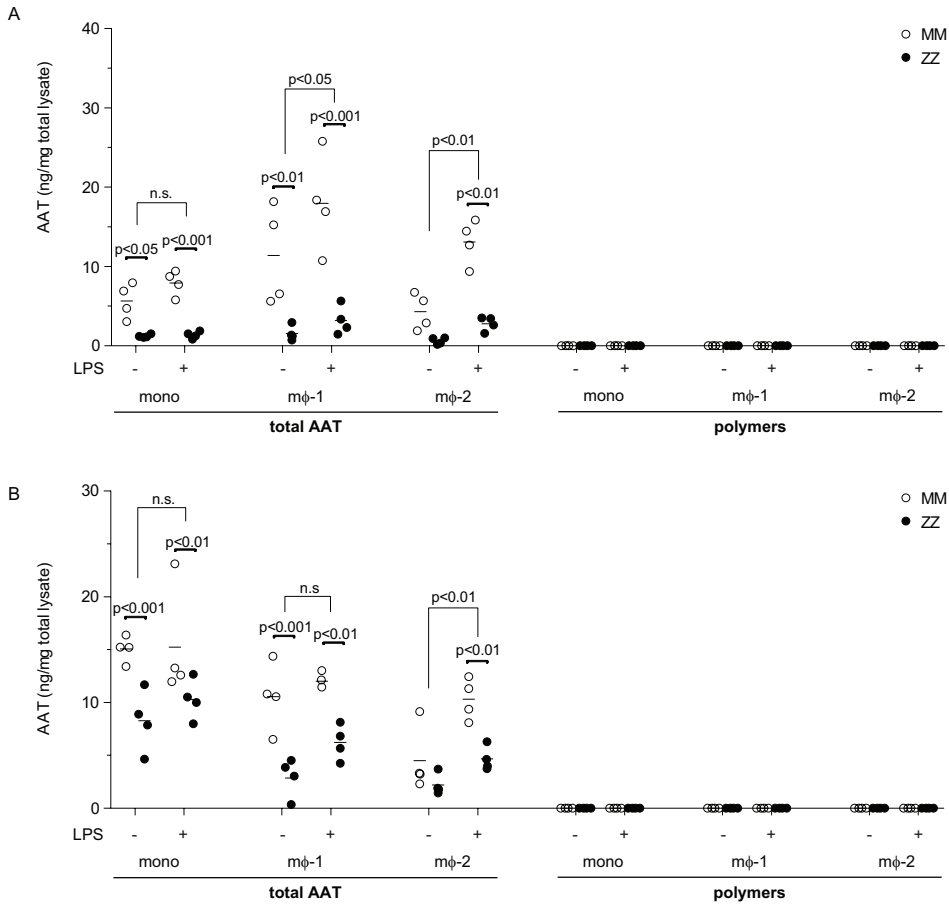 A
MM
ZZ
AAT (ng/mg total lysate)
40
30
20
10
0
p<0.05
p<0.001
p<0.01
p<0.01
p<0.01
n.s.
p<0.05
p<0.001
LPS - + - + - + - + - + - +
mono mϕ-1 mϕ-2 mono mϕ-1 mϕ-2
total AAT polymers
B
MM
ZZ
AAT (ng/mg total lysate)
30
20
10
0
n.s.
p<0.01
p<0.001
n.s
p<0.001
p<0.01
p<0.01
p<0.01
LPS - + - + - + - + - + - +
mono mϕ-1 mϕ-2 mono mϕ-1 mϕ-2
total AAT polymers